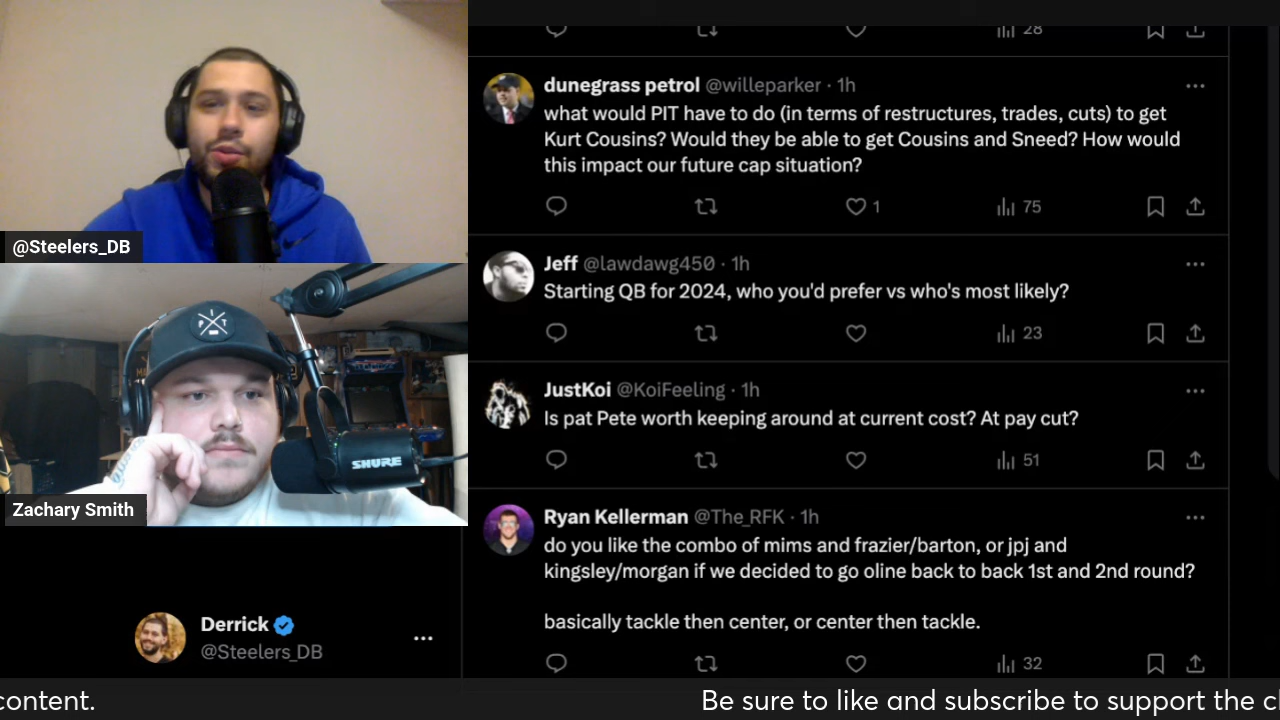 28
dunegrass petrol @willeparker · 1h
what would PIT have to do (in terms of restructures, trades, cuts) to get
Kurt Cousins? Would they be able to get Cousins and Sneed? How would
this impact our future cap situation?
1
75
@Steelers_DB
Jeff @lawdawg450 · 1h
Starting QB for 2024, who you'd prefer vs who's most likely?
23
P I T
SHURE
JustKoi @KoiFeeling · 1h
Is pat Pete worth keeping around at current cost? At pay cut?
51
Zachary Smith
Ryan Kellerman @The_RFK · 1h
do you like the combo of mims and frazier/barton, or jpj and
kingsley/morgan if we decided to go oline back to back 1st and 2nd round?
basically tackle then center, or center then tackle.
32
Derrick
@Steelers_DB
content.
Be sure to like and subscribe to support the